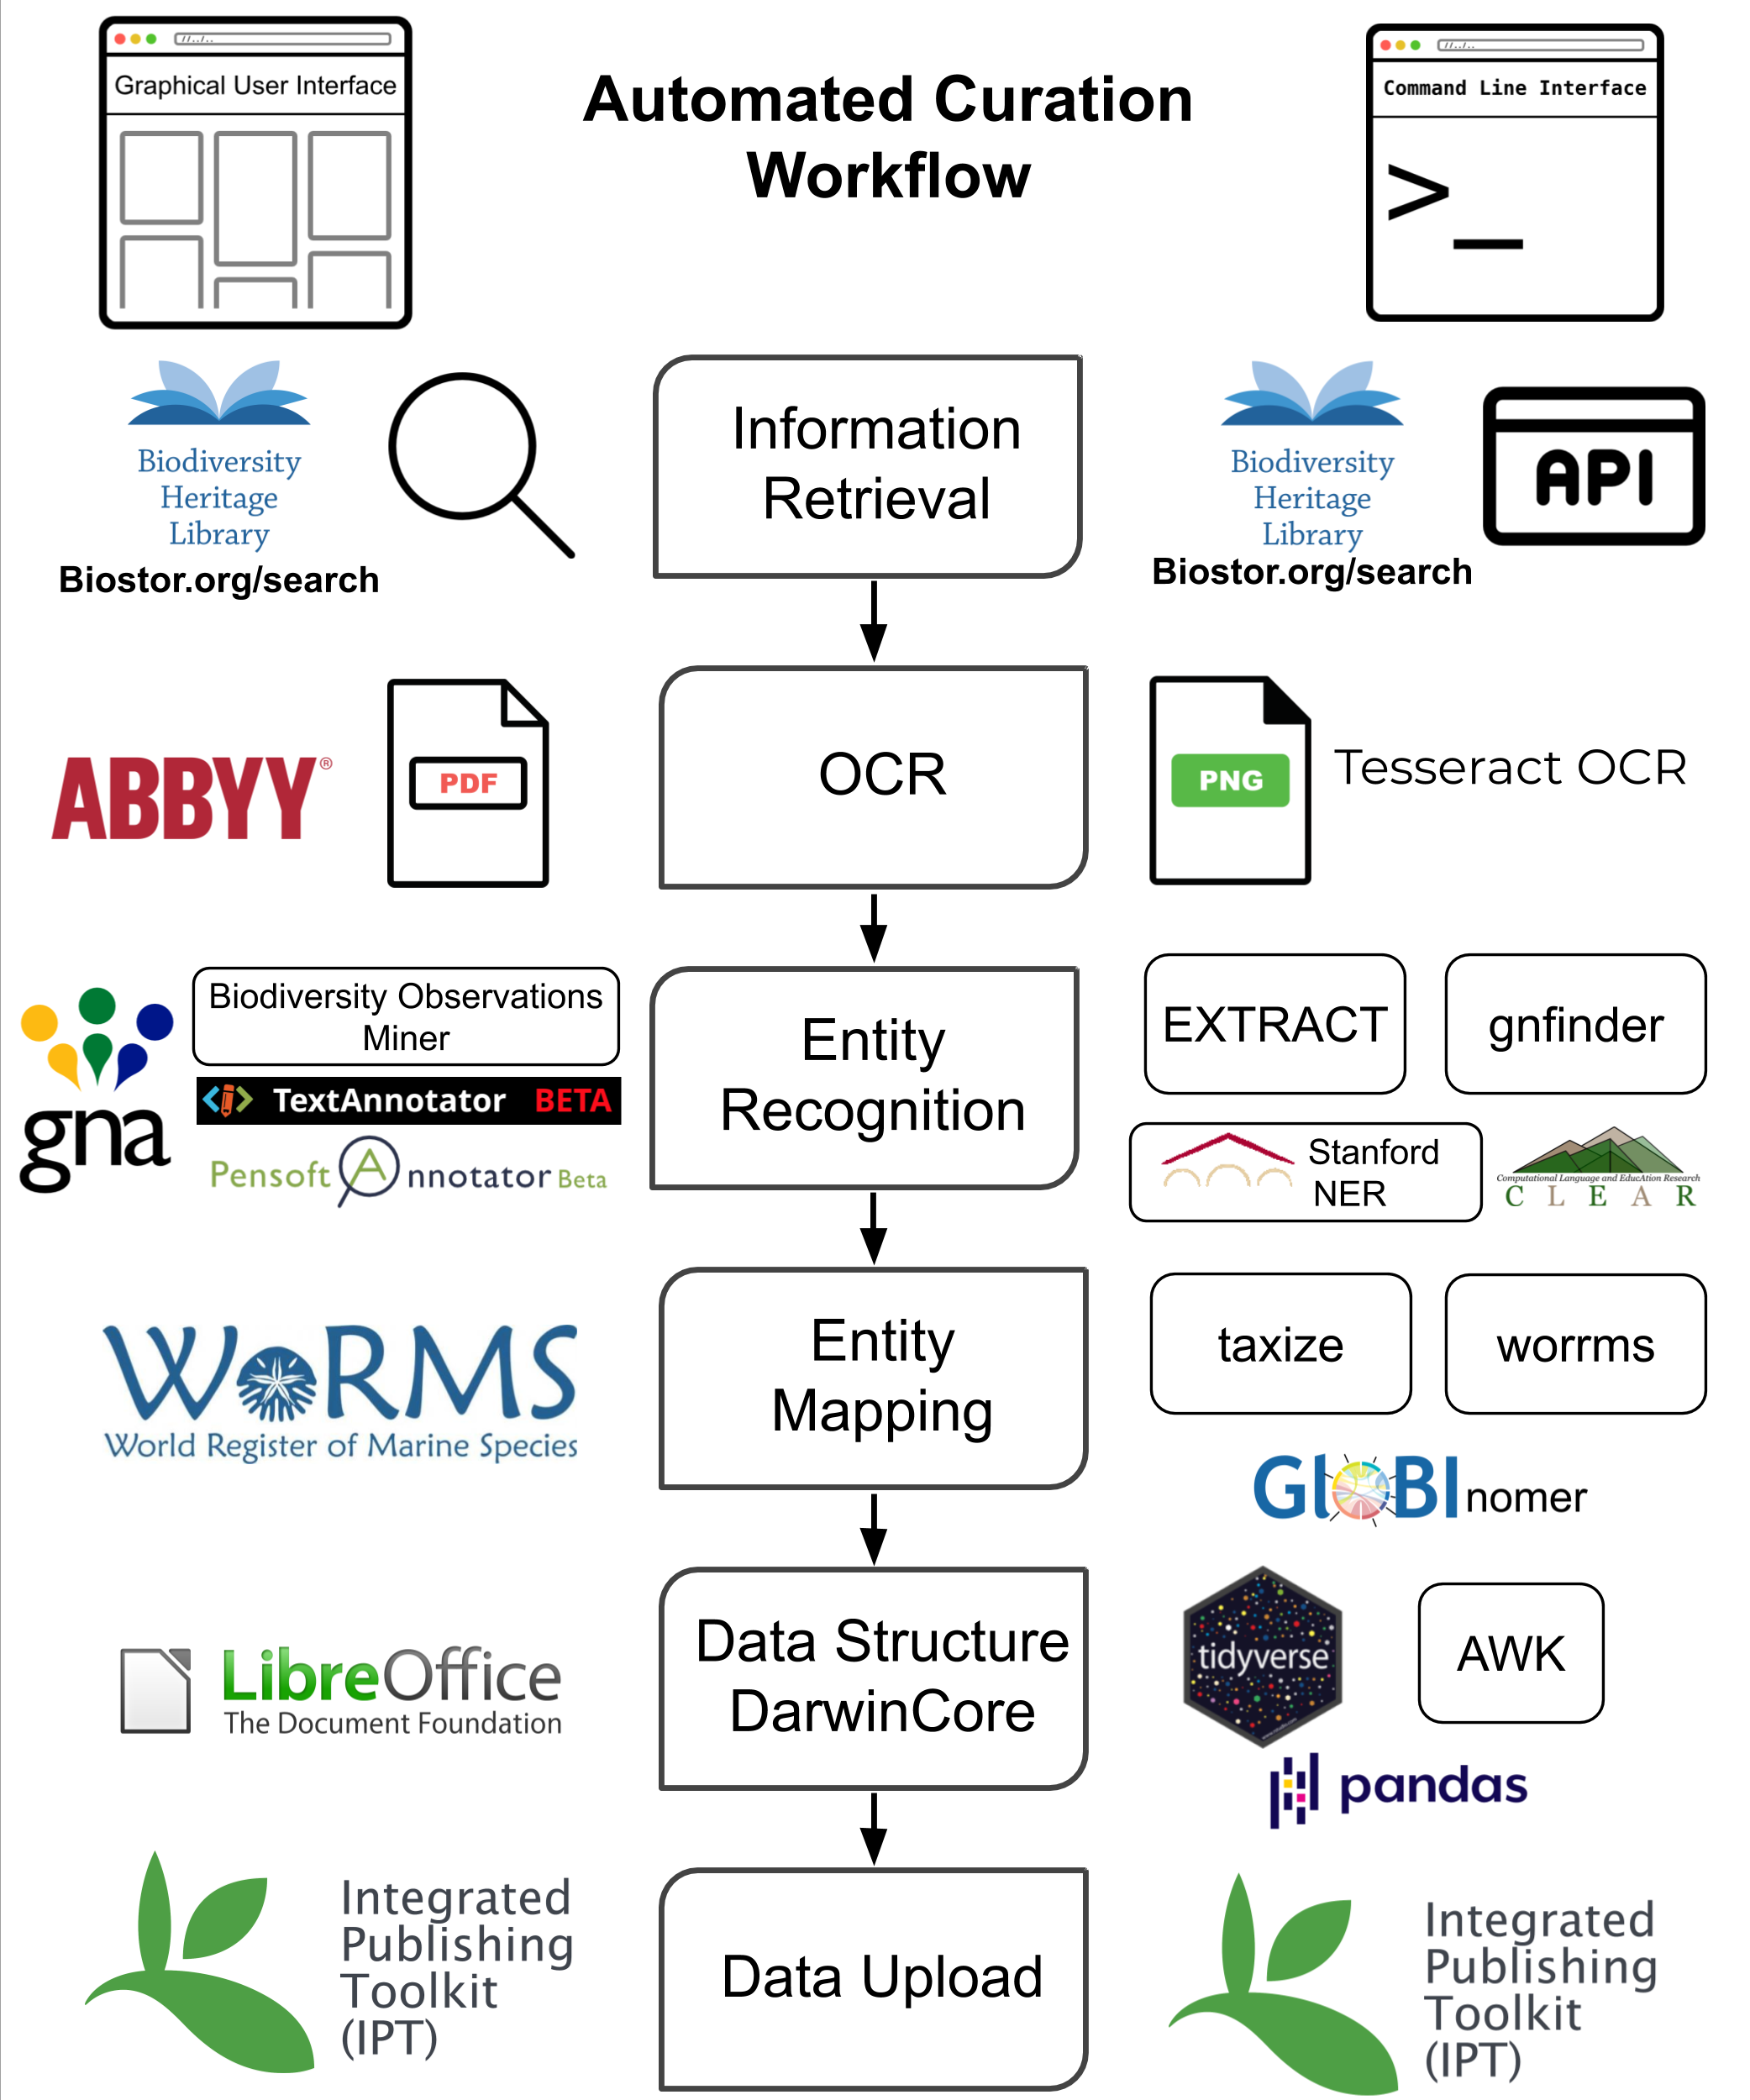 //../..
Graphical User Interface
Automated Curation
Workflow
//../..
Command Line Interface
>_
Biodiversity
Heritage
Library
Biostor.org/search
Information
Retrieval
Biodiversity
Heritage
Library
Biostor.org/search
API
ABBYY®
PDF
OCR
PNG
Tesseract OCR
gna
Biodiversity Observations
Miner
<> TextAnnotator BETA
Pensoft Annotator Beta
Entity
Recognition
EXTRACT
gnfinder
Stanford
NER
Computational Language and EducAtion Research
C L E A R
WoRMS
World Register of Marine Species
Entity
Mapping
taxize
worrms
GloBI nomer
LibreOffice
The Document Foundation
Data Structure
DarwinCore
tidyverse
AWK
pandas
Integrated
Publishing
Toolkit
(IPT)
Data Upload
Integrated
Publishing
Toolkit
(IPT)